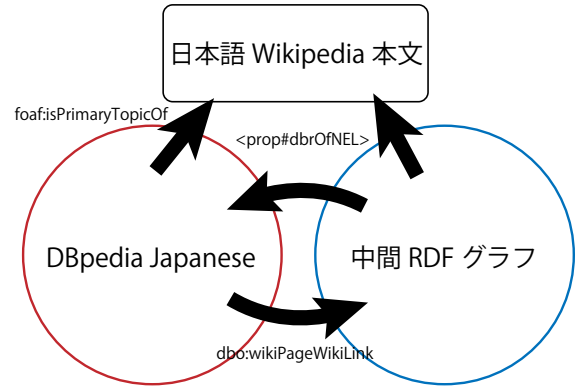 日本語 Wikipedia 本文
foaf:isPrimaryTopicOf
<prop#dbrOfNEL>
DBpedia Japanese
中間 RDF グラフ
dbo:wikiPageWikiLink